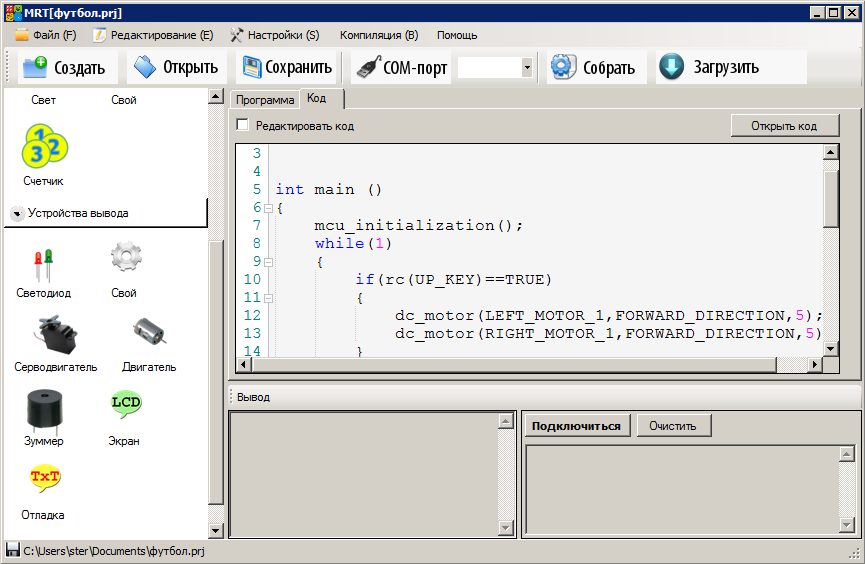 MRT[футбол.prj]
Файл (F) Редактирование (E) Настройки (S) Компиляция (B) Помощь
Создать Открыть Сохранить COM-порт Собрать Загрузить
Свет Свой
1 2 3
Счетчик
Устройства вывода
Светодиод Свой
Серводвигатель Двигатель
LCD
Зуммер Экран
TxT
Отладка
Программа Код
Редактировать код Открыть код
3
4
5 int main ()
6 {
7 mcu_initialization();
8 while(1)
9 {
10 if(rc(UP_KEY)==TRUE)
11 {
12 dc_motor(LEFT_MOTOR_1,FORWARD_DIRECTION,5);
13 dc_motor(RIGHT_MOTOR_1,FORWARD_DIRECTION,5)
14 }
Вывод
Подключиться Очистить
C:\Users\ster\Documents\футбол.prj